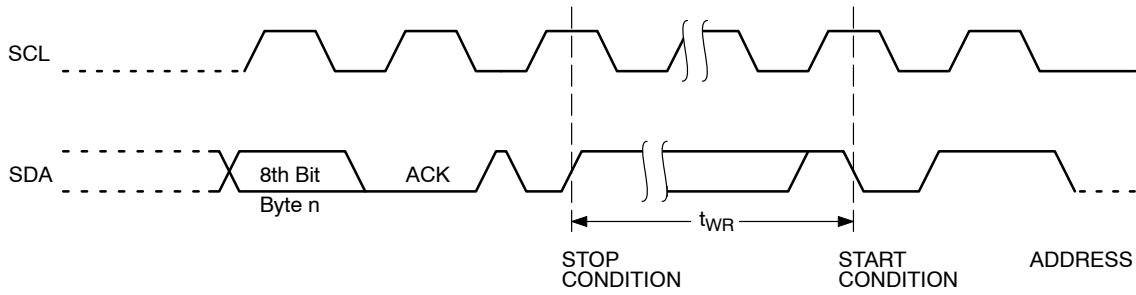 SCL
SDA
8th Bit
Byte n
ACK
tWR
STOP
CONDITION
START
CONDITION
ADDRESS